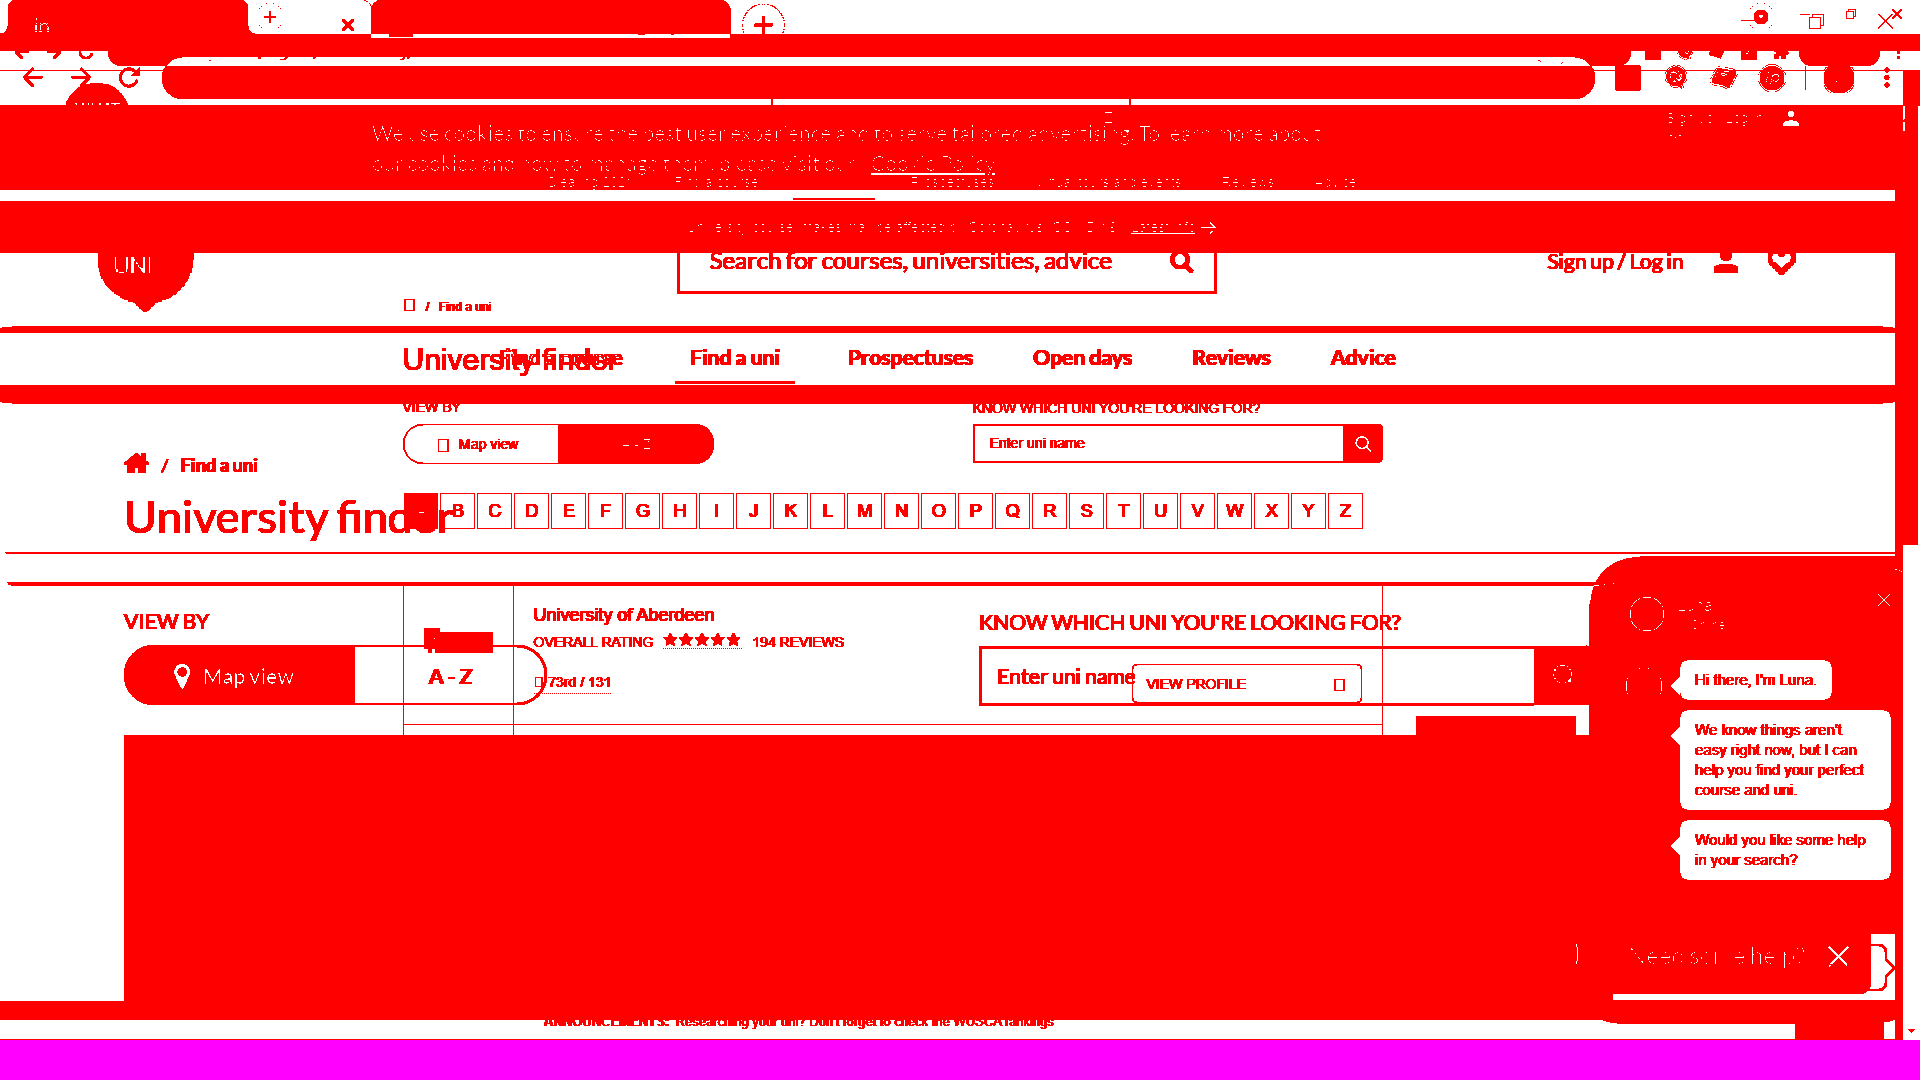 in
We use cookies to ensure the best user experience and to serve tailored advertising. To learn more about
our cookies and how to manage them, please visit our Cookie Policy
Find a course Prospectuses Reviews Advice
Latest info
UNI
Search for courses, universities, advice
Sign up / Log in
/ Find a uni
University finder
Find a uni
Prospectuses
Open days
Reviews
Advice
VIEW BY
KNOW WHICH UNI YOU'RE LOOKING FOR?
Map view
A - Z
Enter uni name
/ Find a uni
University finder
B C D E F G H I J K L M N O P Q R S T U V W X Y Z
University of Aberdeen
VIEW BY
KNOW WHICH UNI YOU'RE LOOKING FOR?
OVERALL RATING 194 REVIEWS
Map view
A - Z
73rd / 131
Enter uni name
VIEW PROFILE
Luna
Hi there, I'm Luna.
We know things aren't
easy right now, but I can
help you find your perfect
course and uni.
Would you like some help
in your search?
Need some help?
ANNOUNCEMENTS: Researching your uni? Don't forget to check the WUSCA rankings